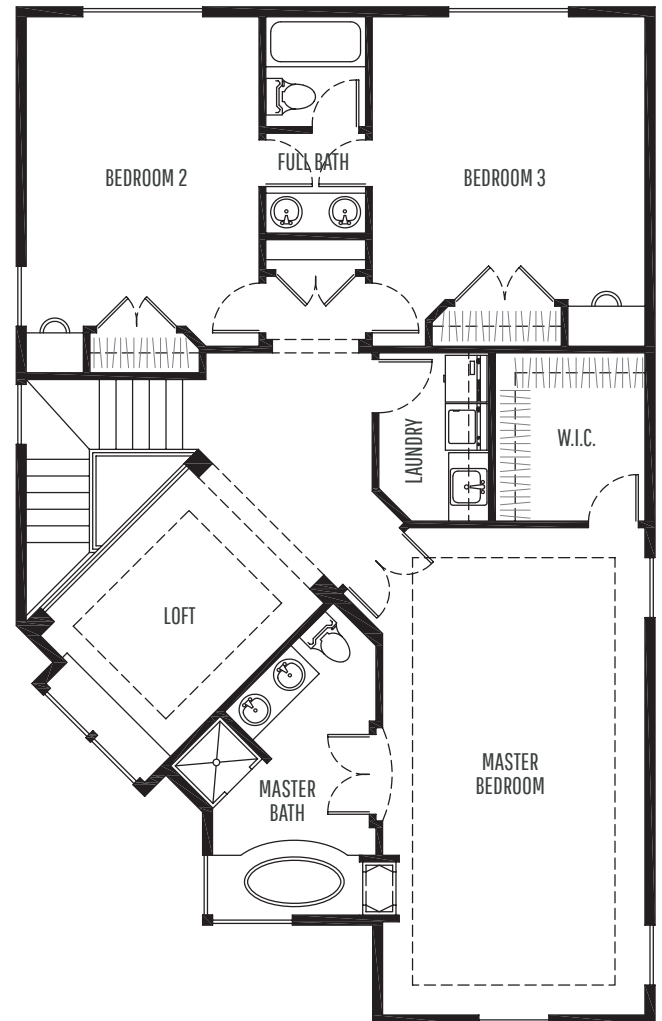 BEDROOM 2
FULL BATH
BEDROOM 3
LAUNDRY
W.I.C.
LOFT
MASTER
BEDROOM
MASTER
BATH